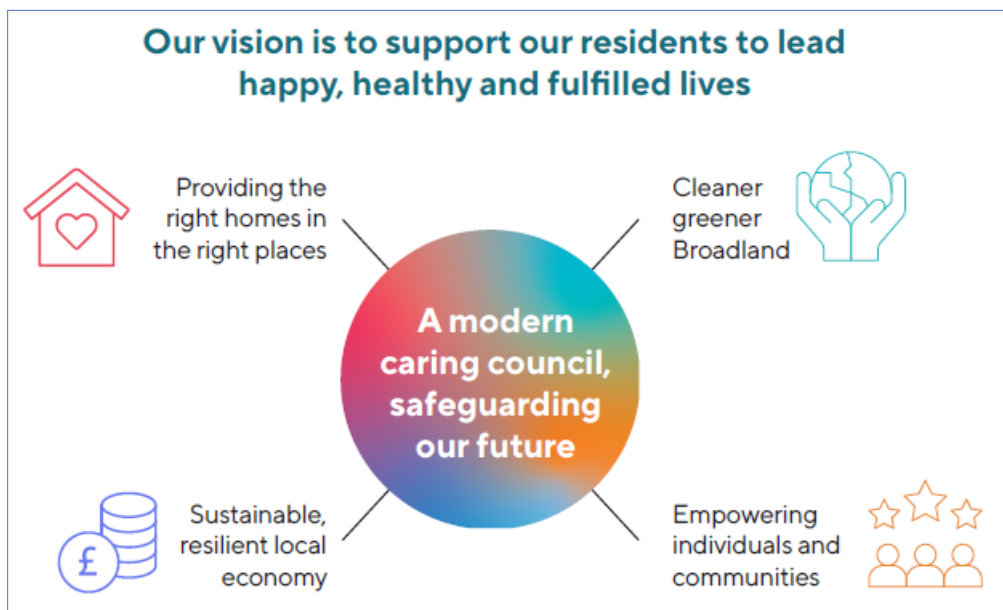 Our vision is to support our residents to lead
happy, healthy and fulfilled lives
Providing the
right homes in
the right places
Cleaner
greener
Broadland
A modern
caring council,
safeguarding
our future
Sustainable,
resilient local
economy
£
Empowering
individuals and
communities